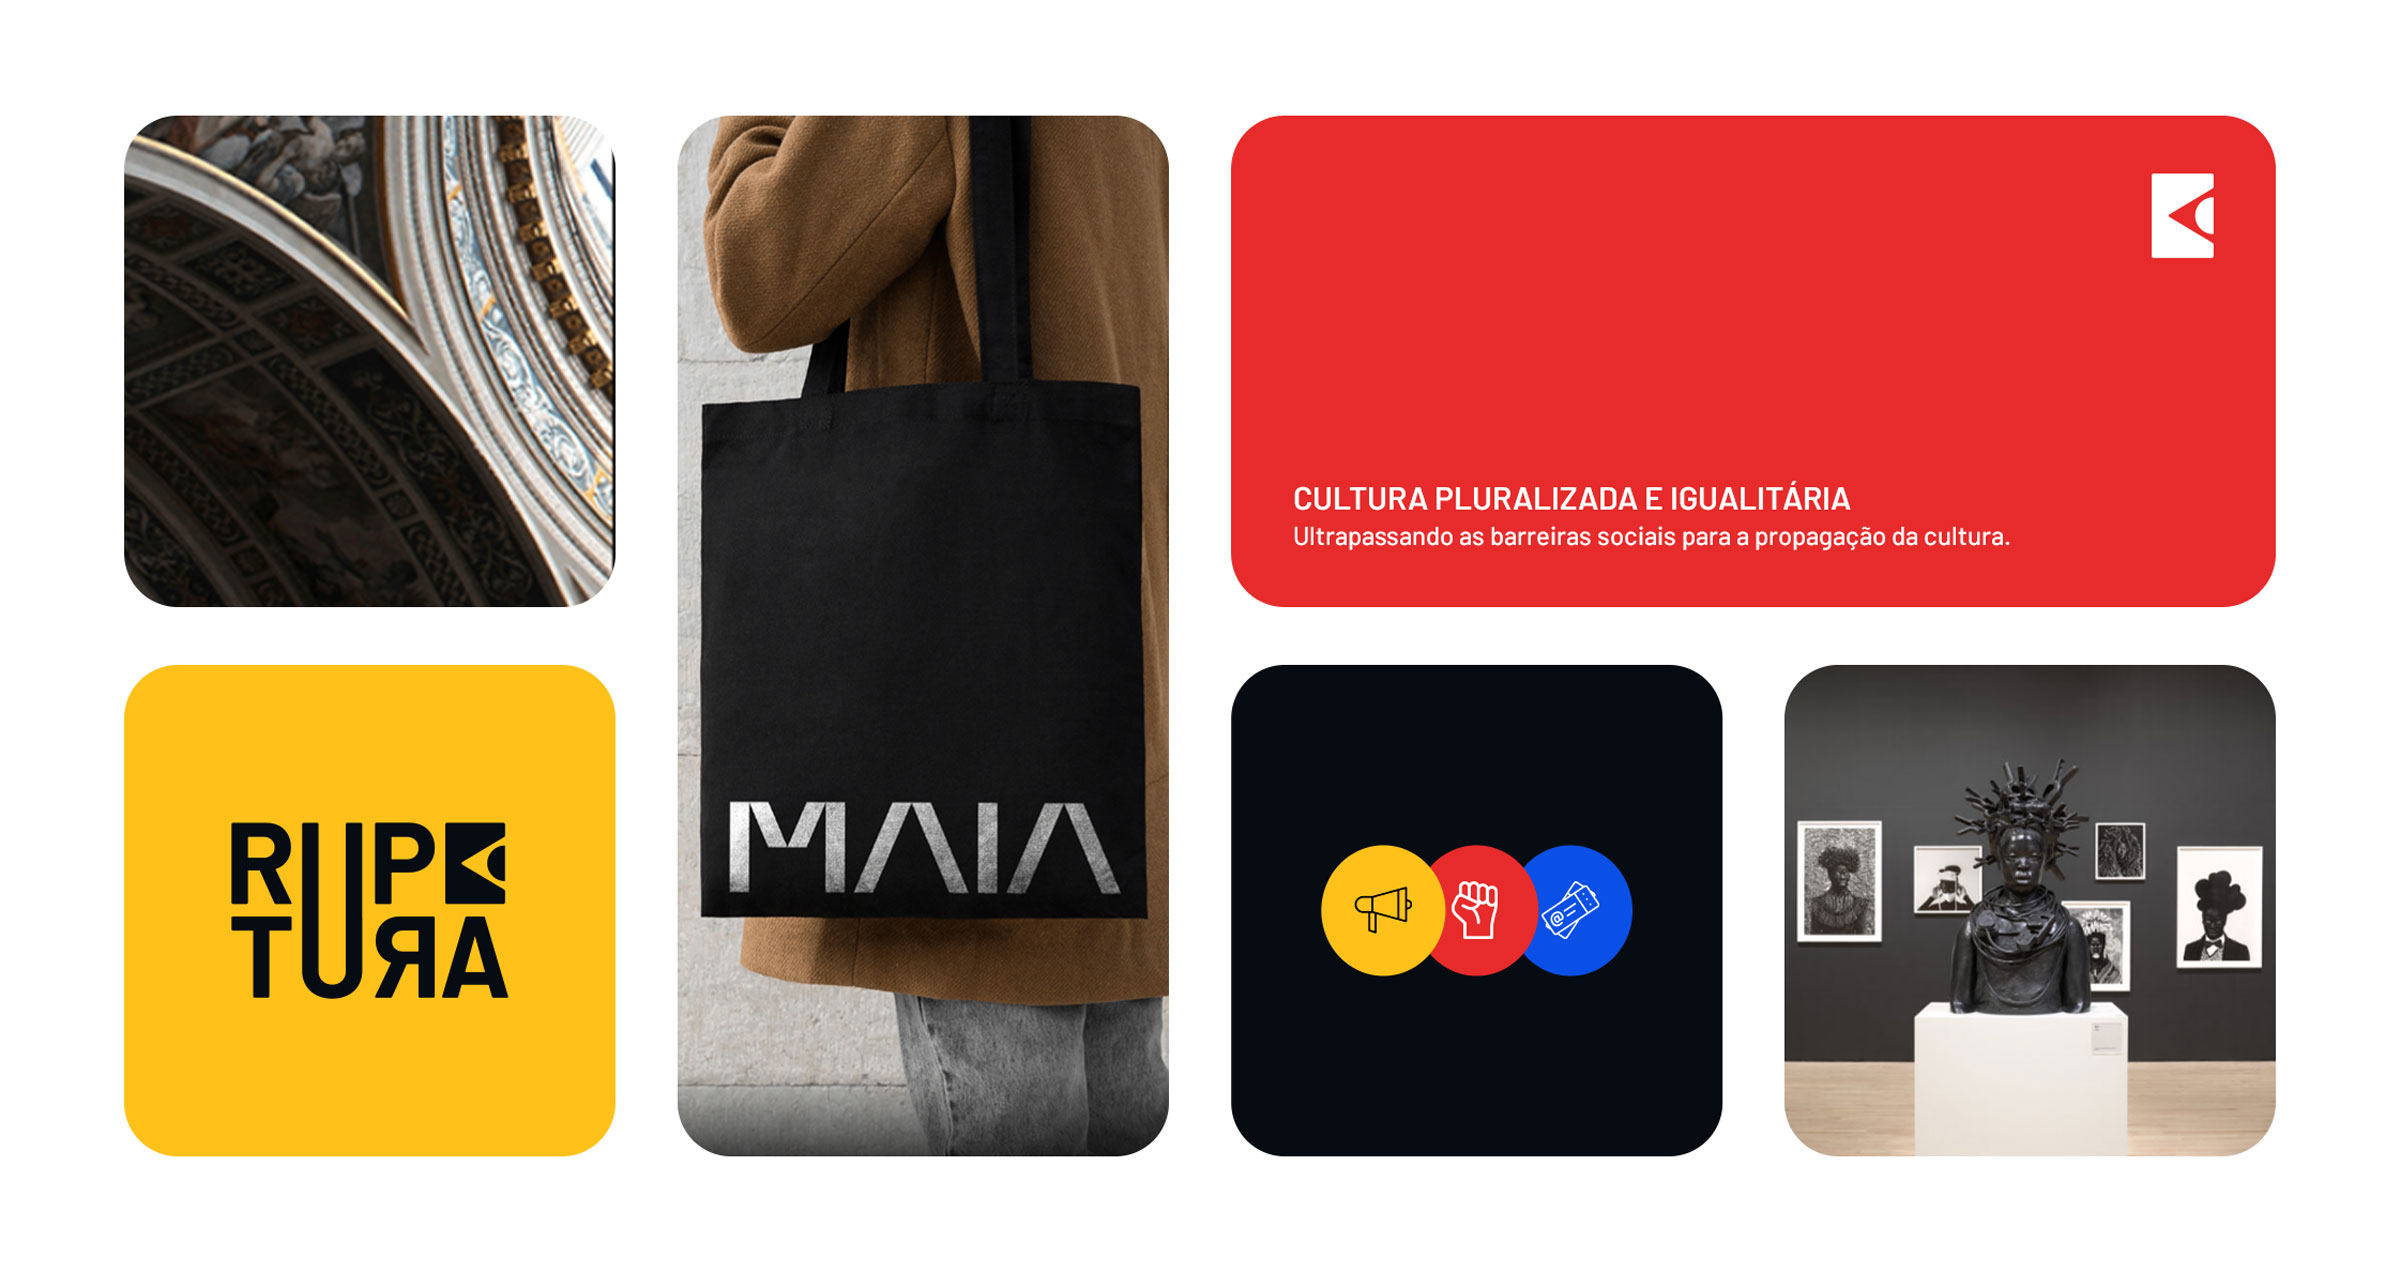 MAIA
CULTURA PLURALIZADA E IGUALITÁRIA
Ultrapassando as barreiras sociais para a propagação da cultura.
RUP
TURA
@